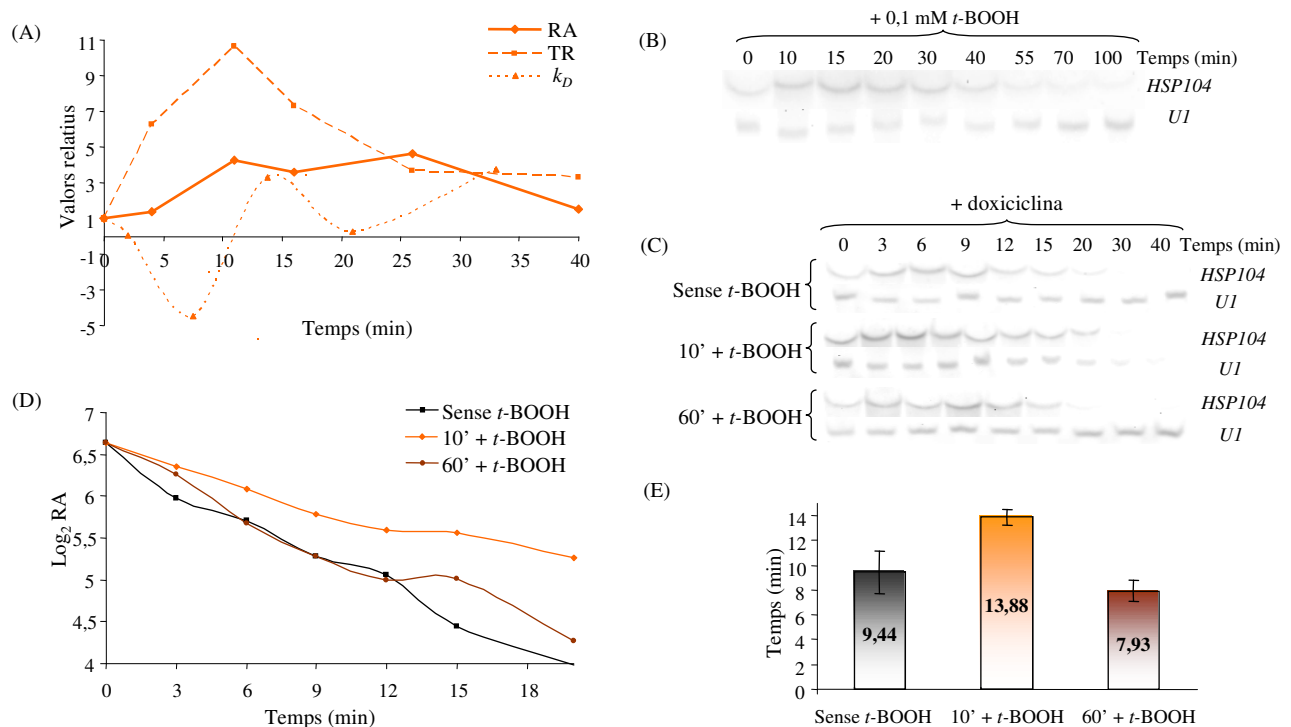 (A)
RA
TR
k_D
Valors relatius
11
9
7
5
3
1
-1
-3
-5
0 5 10 15 20 25 30 35 40
Temps (min)
(B)
+ 0,1 mM t-BOOH
0 10 15 20 30 40 55 70 100 Temps (min)
HSP104
U1
(C)
+ doxiciclina
0 3 6 9 12 15 20 30 40 Temps (min)
Sense t-BOOH
HSP104
U1
10’ + t-BOOH
HSP104
U1
60’ + t-BOOH
HSP104
U1
(D)
Sense t-BOOH
10’ + t-BOOH
60’ + t-BOOH
Log₂ RA
7
6,5
6
5,5
5
4,5
4
0 3 6 9 12 15 18
Temps (min)
(E)
Temps (min)
14
12
10
8
6
4
2
0
9,44
13,88
7,93
Sense t-BOOH 10’ + t-BOOH 60’ + t-BOOH